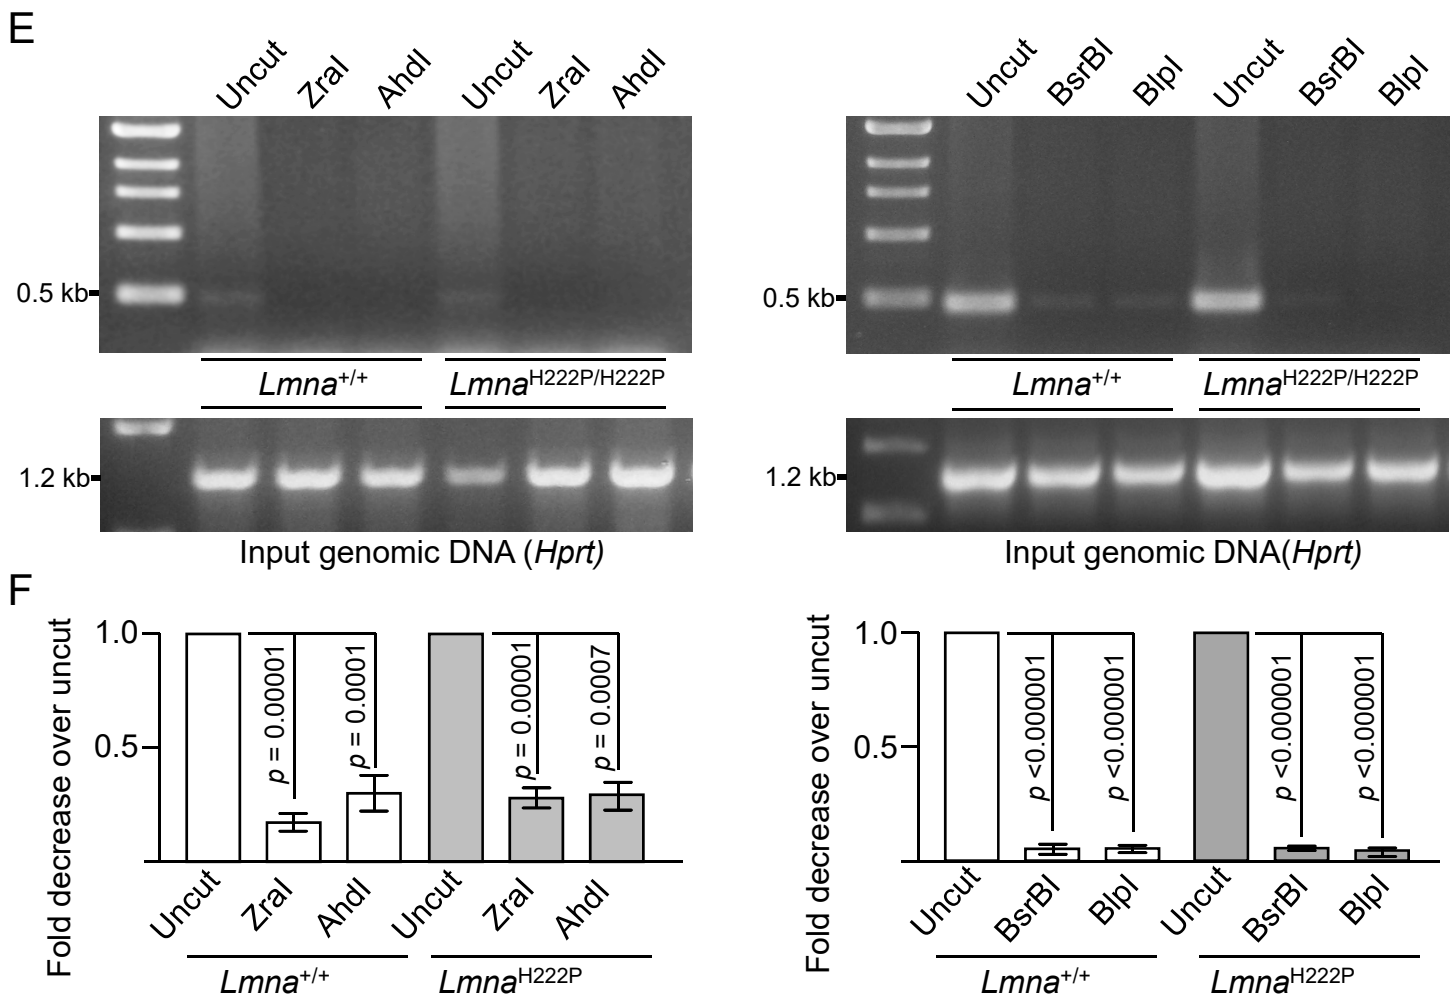 E
Uncut ZraI AhdI Uncut ZraI AhdI
Uncut BsrBI BlpI Uncut BsrBI BlpI
0.5 kb
0.5 kb
Lmna+/+ LmnaH222P/H222P
Lmna+/+ LmnaH222P/H222P
1.2 kb
1.2 kb
Input genomic DNA (Hprt)
Input genomic DNA(Hprt)
F
Fold decrease over uncut
1.0
0.5
p = 0.00001
p = 0.0001
p = 0.00001
p = 0.0007
Uncut ZraI AhdI Uncut ZraI AhdI
Lmna+/+ LmnaH222P
Fold decrease over uncut
1.0
0.5
p <0.000001
p <0.000001
p <0.000001
p <0.000001
Uncut BsrBI BlpI Uncut BsrBI BlpI
Lmna+/+ LmnaH222P